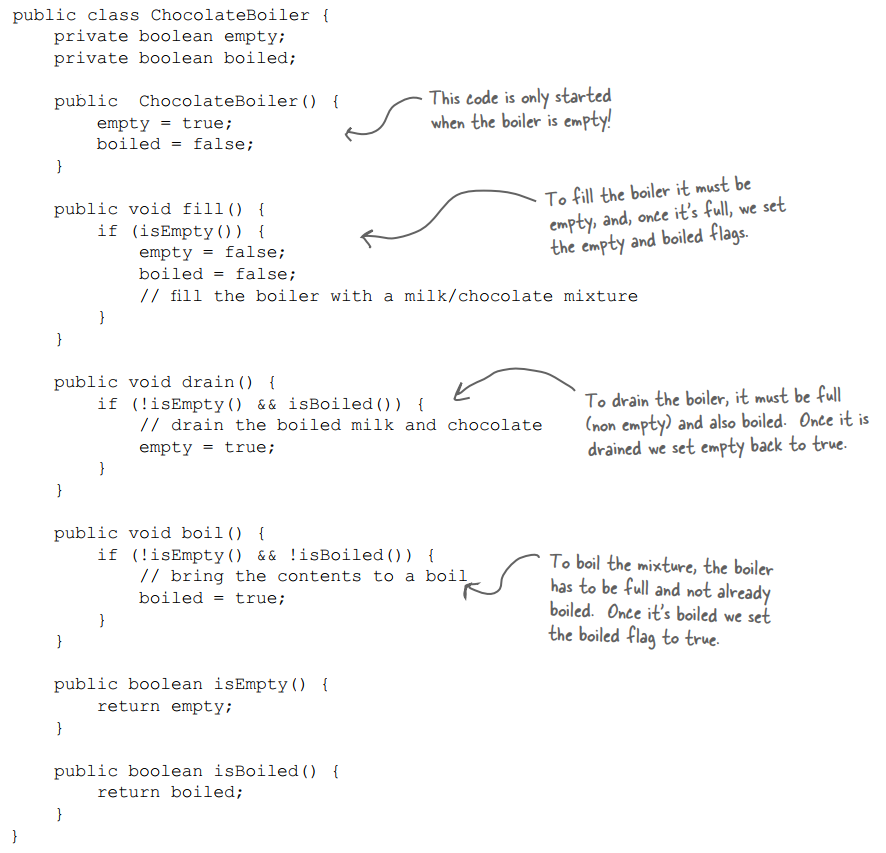 public class ChocolateBoiler {
    private boolean empty;
    private boolean boiled;

    public  ChocolateBoiler() {
        empty = true;
        boiled = false;
    }
This code is only started
when the boiler is empty!

    public void fill() {
        if (isEmpty()) {
            empty = false;
            boiled = false;
            // fill the boiler with a milk/chocolate mixture
        }
    }
To fill the boiler it must be
empty, and, once it's full, we set
the empty and boiled flags.

    public void drain() {
        if (!isEmpty() && isBoiled()) {
            // drain the boiled milk and chocolate
            empty = true;
        }
    }
To drain the boiler, it must be full
(non empty) and also boiled. Once it is
drained we set empty back to true.

    public void boil() {
        if (!isEmpty() && !isBoiled()) {
            // bring the contents to a boil
            boiled = true;
        }
    }
To boil the mixture, the boiler
has to be full and not already
boiled. Once it's boiled we set
the boiled flag to true.

    public boolean isEmpty() {
        return empty;
    }

    public boolean isBoiled() {
        return boiled;
    }
}